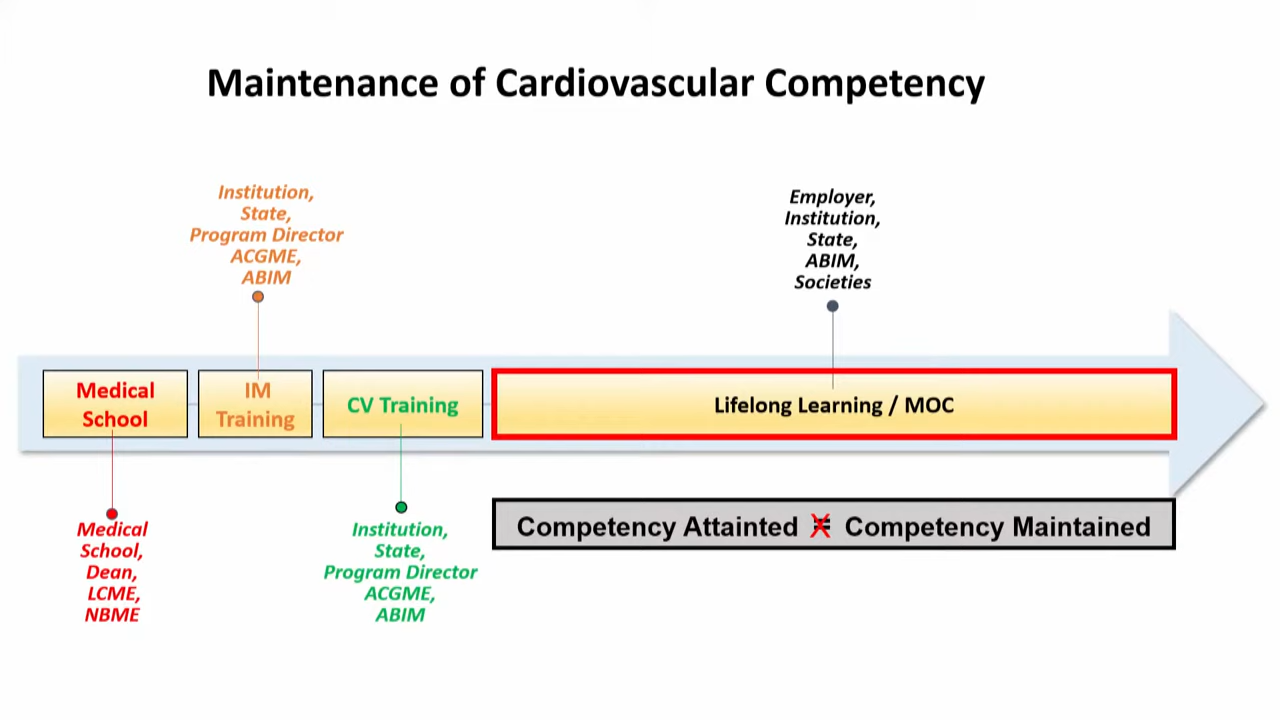 Maintenance of Cardiovascular Competency
Institution,
State,
Program Director
ACGME,
ABIM
Employer,
Institution,
State,
ABIM,
Societies
Medical
School
IM
Training
CV Training
Lifelong Learning / MOC
Competency Attainted = Competency Maintained
Medical
School,
Dean,
LCME,
NBME
Institution,
State,
Program Director
ACGME,
ABIM